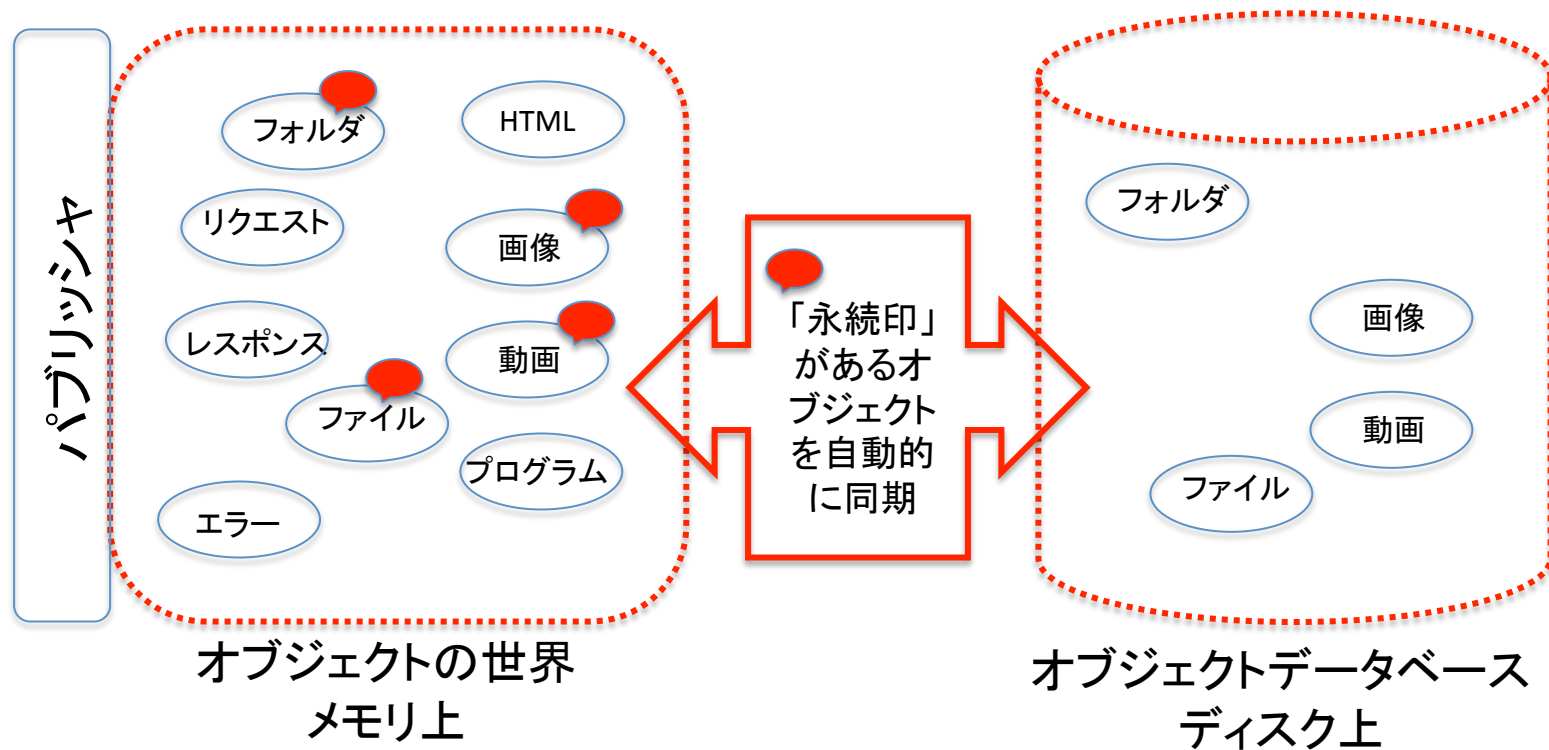 パブリッシャ
フォルダ
HTML
リクエスト
画像
レスポンス
動画
ファイル
プログラム
エラー
オブジェクトの世界
メモリ上
「永続印」
があるオ
ブジェクト
を自動的
に同期
フォルダ
画像
動画
ファイル
オブジェクトデータベース
ディスク上